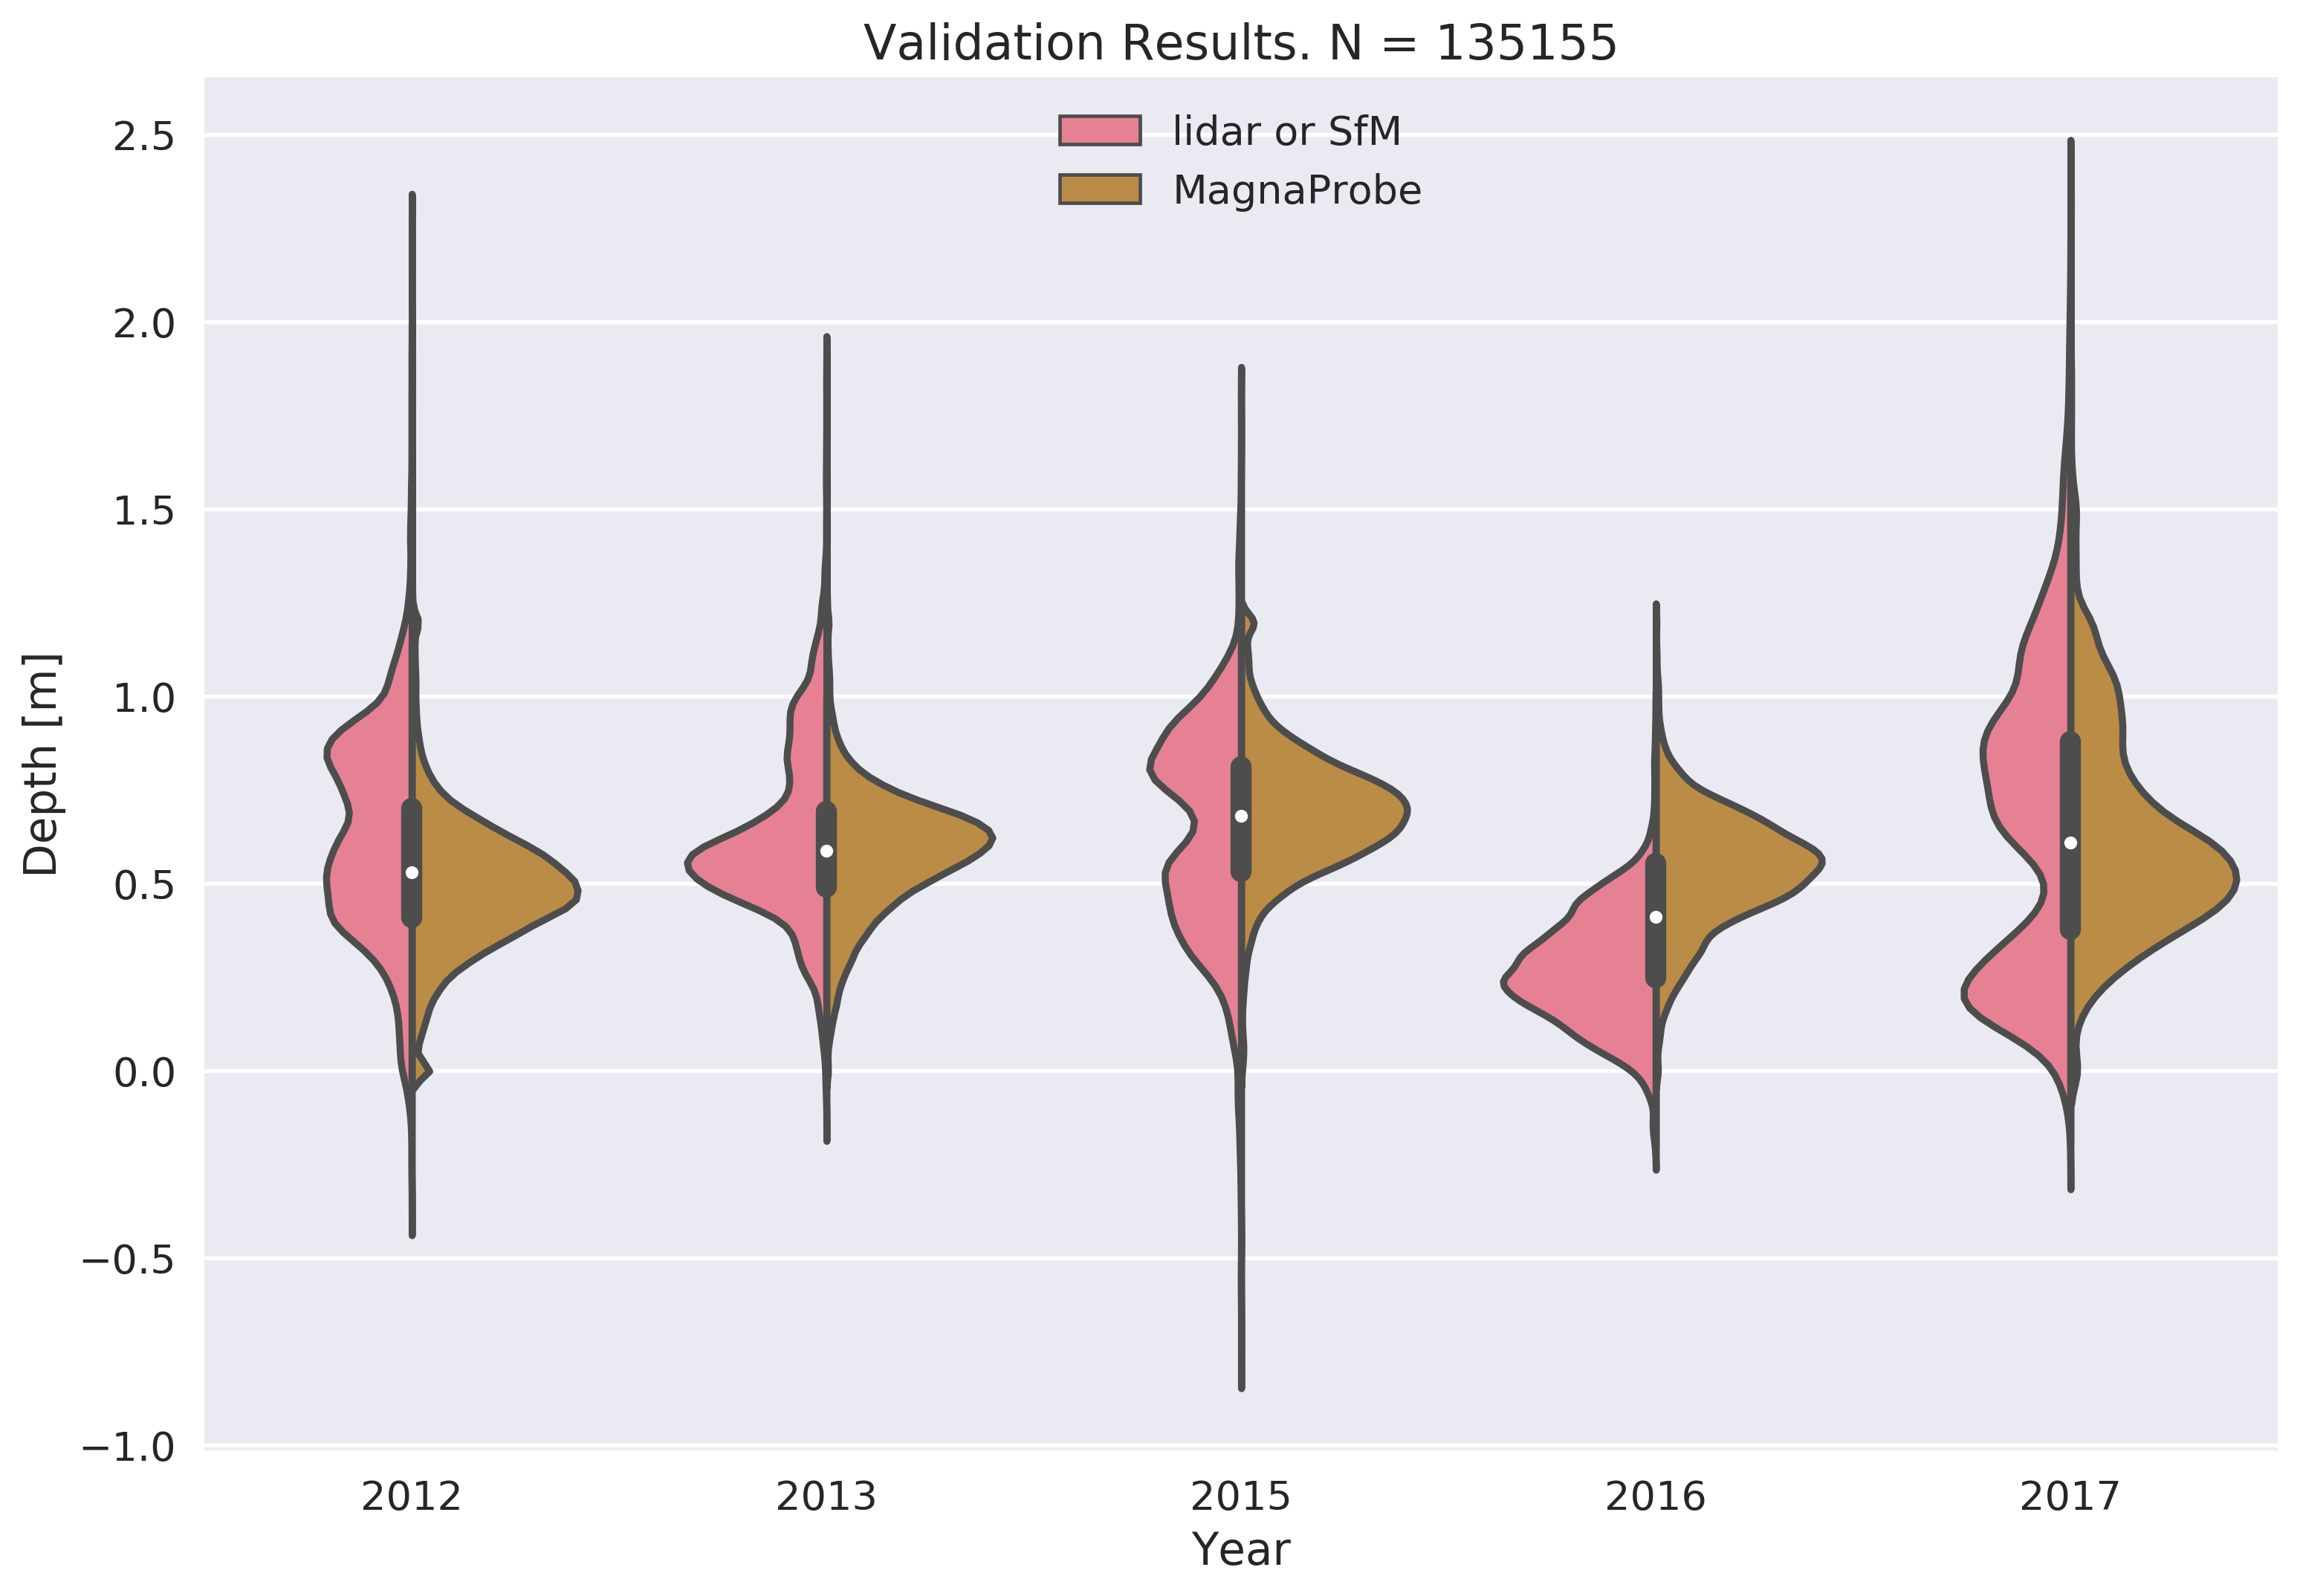 Validation Results. N = 135155
lidar or SfM
MagnaProbe
Depth [m]
2.5
2.0
1.5
1.0
0.5
0.0
−0.5
−1.0
2012 2013 2015 2016 2017
Year